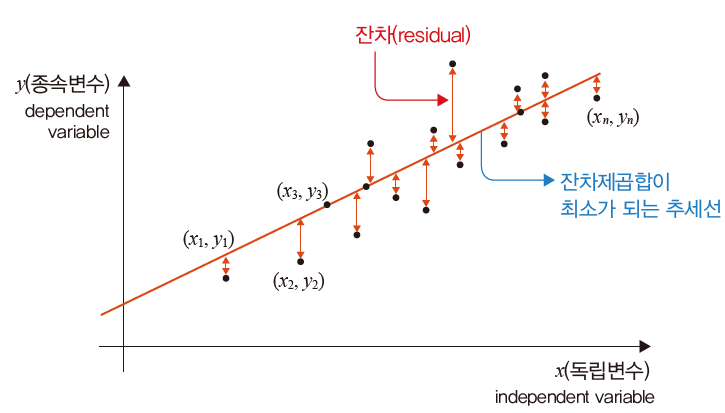 잔차(residual)
y(종속변수)
dependent
variable
(xₙ, yₙ)
잔차제곱합이
최소가 되는 추세선
(x₃, y₃)
(x₁, y₁)
(x₂, y₂)
x(독립변수)
independent variable